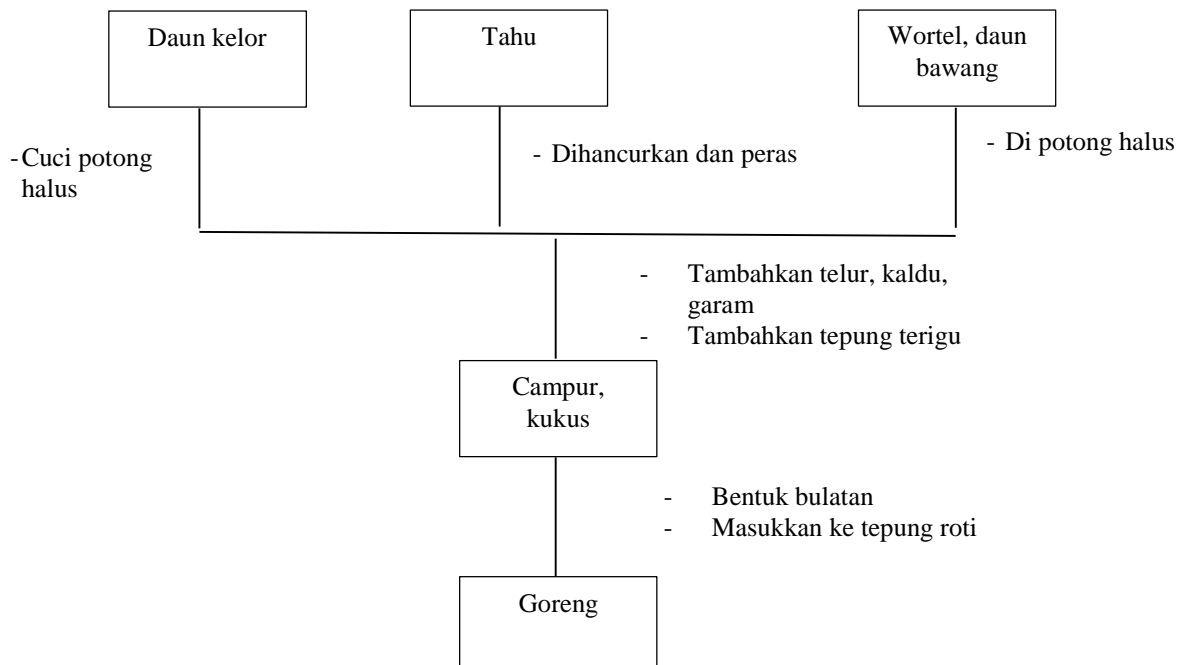 Daun kelor
Tahu
Wortel, daun
bawang
-Cuci potong
halus
- Dihancurkan dan peras
- Di potong halus
- Tambahkan telur, kaldu,
garam
- Tambahkan tepung terigu
Campur,
kukus
- Bentuk bulatan
- Masukkan ke tepung roti
Goreng